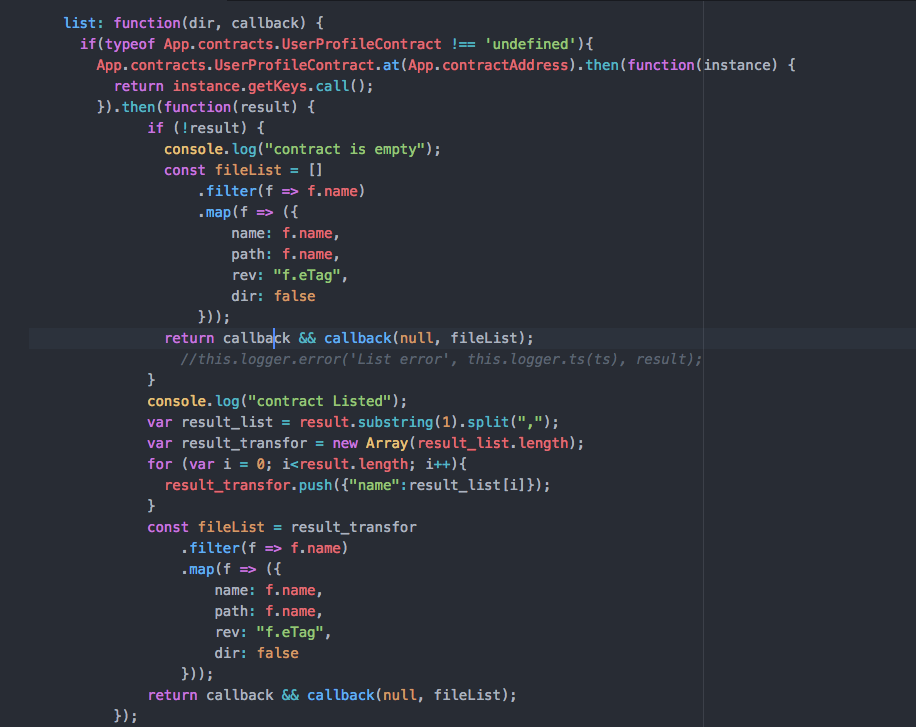 list: function(dir, callback) {
  if(typeof App.contracts.UserProfileContract !== 'undefined'){
    App.contracts.UserProfileContract.at(App.contractAddress).then(function(instance) {
      return instance.getKeys.call();
    }).then(function(result) {
          if (!result) {
            console.log("contract is empty");
            const fileList = []
                .filter(f => f.name)
                .map(f => ({
                    name: f.name,
                    path: f.name,
                    rev: "f.eTag",
                    dir: false
                }));
            return callback && callback(null, fileList);
              //this.logger.error('List error', this.logger.ts(ts), result);
          }
          console.log("contract Listed");
          var result_list = result.substring(1).split(",");
          var result_transfor = new Array(result_list.length);
          for (var i = 0; i<result.length; i++){
            result_transfor.push({"name":result_list[i]});
          }
          const fileList = result_transfor
              .filter(f => f.name)
              .map(f => ({
                  name: f.name,
                  path: f.name,
                  rev: "f.eTag",
                  dir: false
              }));
          return callback && callback(null, fileList);
      });